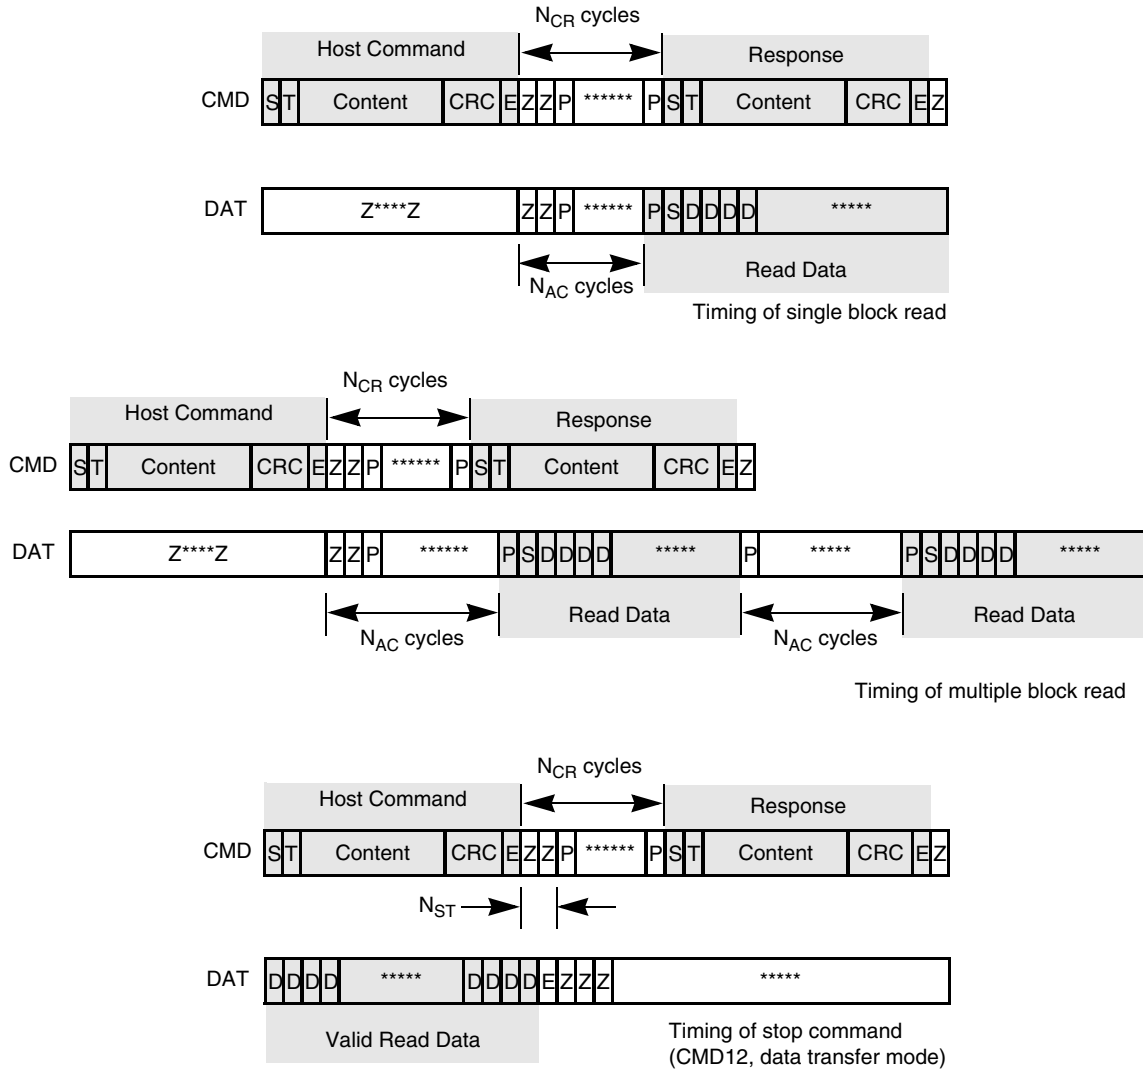 N_CR cycles
Host Command Response
CMD S T Content CRC E Z Z P ****** P S T Content CRC E Z
DAT Z****Z Z Z P ****** P S D D D D *****
N_AC cycles Read Data
Timing of single block read
N_CR cycles
Host Command Response
CMD S T Content CRC E Z Z P ****** P S T Content CRC E Z
DAT Z****Z Z Z P ****** P S D D D D ***** P ***** P S D D D D *****
N_AC cycles Read Data N_AC cycles Read Data
Timing of multiple block read
N_CR cycles
Host Command Response
CMD S T Content CRC E Z Z P ****** P S T Content CRC E Z
N_ST
DAT D D D D ***** D D D D E Z Z Z *****
Valid Read Data
Timing of stop command
(CMD12, data transfer mode)